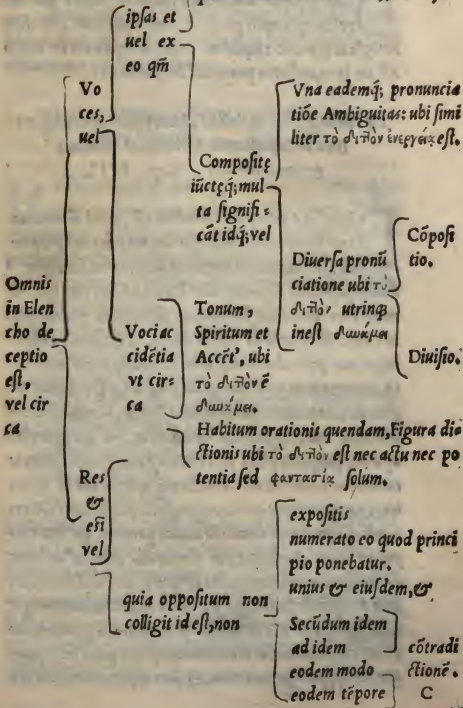 ipſas et
uel ex
eo qm̄
Vo
ces,
uel
Vna eademq́; pronuncia
tiōe Ambiguitas: ubi ſimi
liter τὸ διττὸν ἐνεργείᾳ eſt.
Compoſitę
iūctęq́; mul
ta ſignifi=
cāt idq́; vel
Diuerſa pronū
ciatione ubi τὸ
διττὸν utrinq;
ineſt δυνάμει
Cōpoſi
tio.
Diuiſio.
Omnis
in Elen
cho de
ceptio
eſt,
vel cir
ca
Voci ac
cidētia
vt cir=
ca
Tonum,
Spiritum et
Accēt', ubi
τὸ διττὸν ē
δυνάμει.
Habitum orationis quendam, Figura di
ctionis ubi τὸ διττὸν eſt nec actu nec po
tentia ſed φαντασίᾳ ſolum.
Res
&
eſt
vel
expoſitis
numerato eo quod princi
pio ponebatur.
unius & eiuſdem, &
quia oppoſitum non
colligit id eſt, non
Secūdum idem
ad idem
eodem modo
eodem tēpore
cōtradi
ctionē.
C